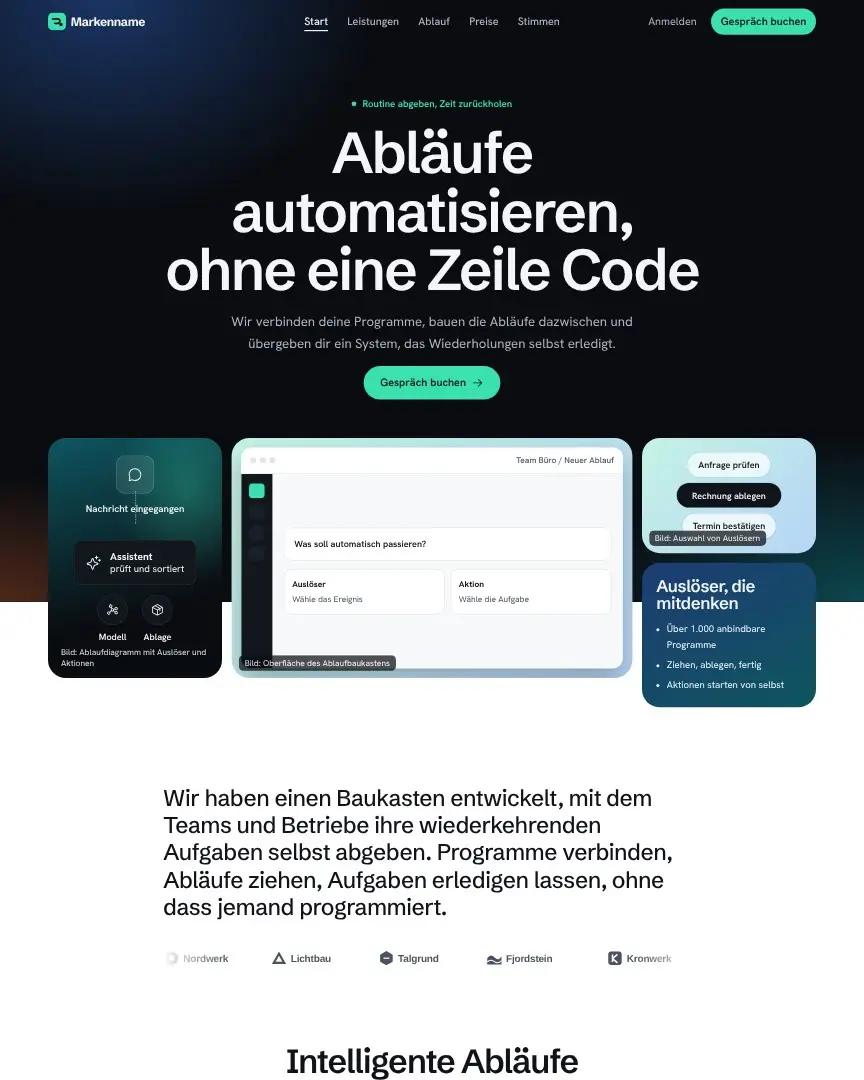 Markenname
Start
Leistungen
Ablauf
Preise
Stimmen
Anmelden
Gespräch buchen
Routine abgeben, Zeit zurückholen
Abläufe
automatisieren,
ohne eine Zeile Code
Wir verbinden deine Programme, bauen die Abläufe dazwischen und
übergeben dir ein System, das Wiederholungen selbst erledigt.
Gespräch buchen
Nachricht eingegangen
Assistent
prüft und sortiert
Modell
Ablage
Bild: Ablaufdiagramm mit Auslöser und
Aktionen
Team Büro / Neuer Ablauf
Was soll automatisch passieren?
Auslöser
Wähle das Ereignis
Aktion
Wähle die Aufgabe
Bild: Oberfläche des Ablaufbaukastens
Anfrage prüfen
Rechnung ablegen
Termin bestätigen
Bild: Auswahl von Auslösern
Auslöser, die
mitdenken
Über 1.000 anbindbare
Programme
Ziehen, ablegen, fertig
Aktionen starten von selbst
Wir haben einen Baukasten entwickelt, mit dem
Teams und Betriebe ihre wiederkehrenden
Aufgaben selbst abgeben. Programme verbinden,
Abläufe ziehen, Aufgaben erledigen lassen, ohne
dass jemand programmiert.
Nordwerk
Lichtbau
Talgrund
Fjordstein
Kronwerk
Intelligente Abläufe